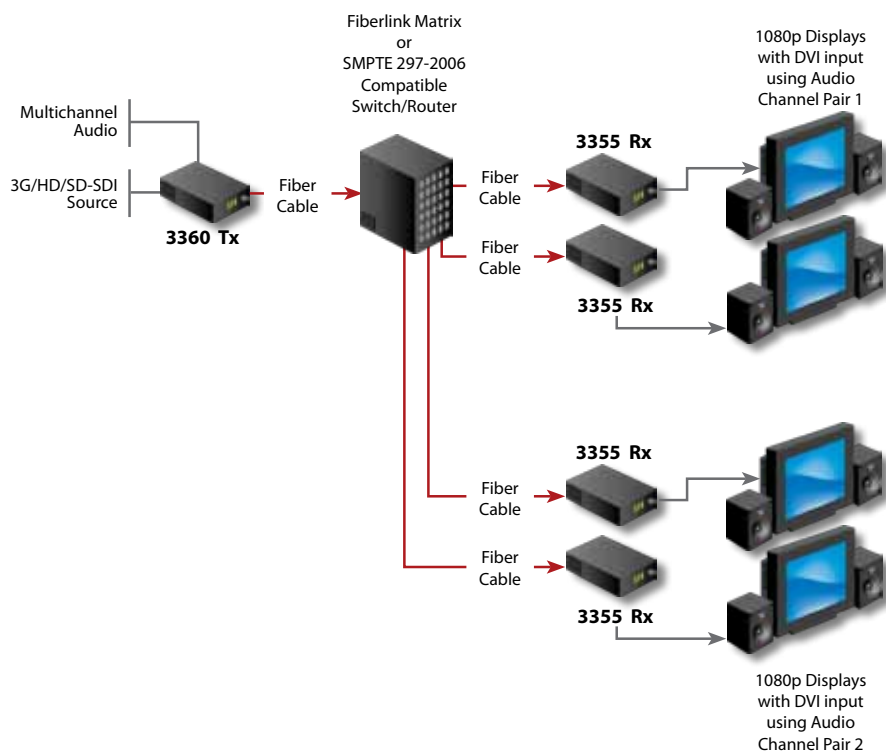 Fiberlink Matrix
or
SMPTE 297-2006
Compatible
Switch/Router
1080p Displays
with DVI input
using Audio
Channel Pair 1
Multichannel
Audio
3G/HD/SD-SDI
Source
3360 Tx
Fiber
Cable
3355 Rx
Fiber
Cable
Fiber
Cable
3355 Rx
3355 Rx
Fiber
Cable
Fiber
Cable
3355 Rx
1080p Displays
with DVI input
using Audio
Channel Pair 2